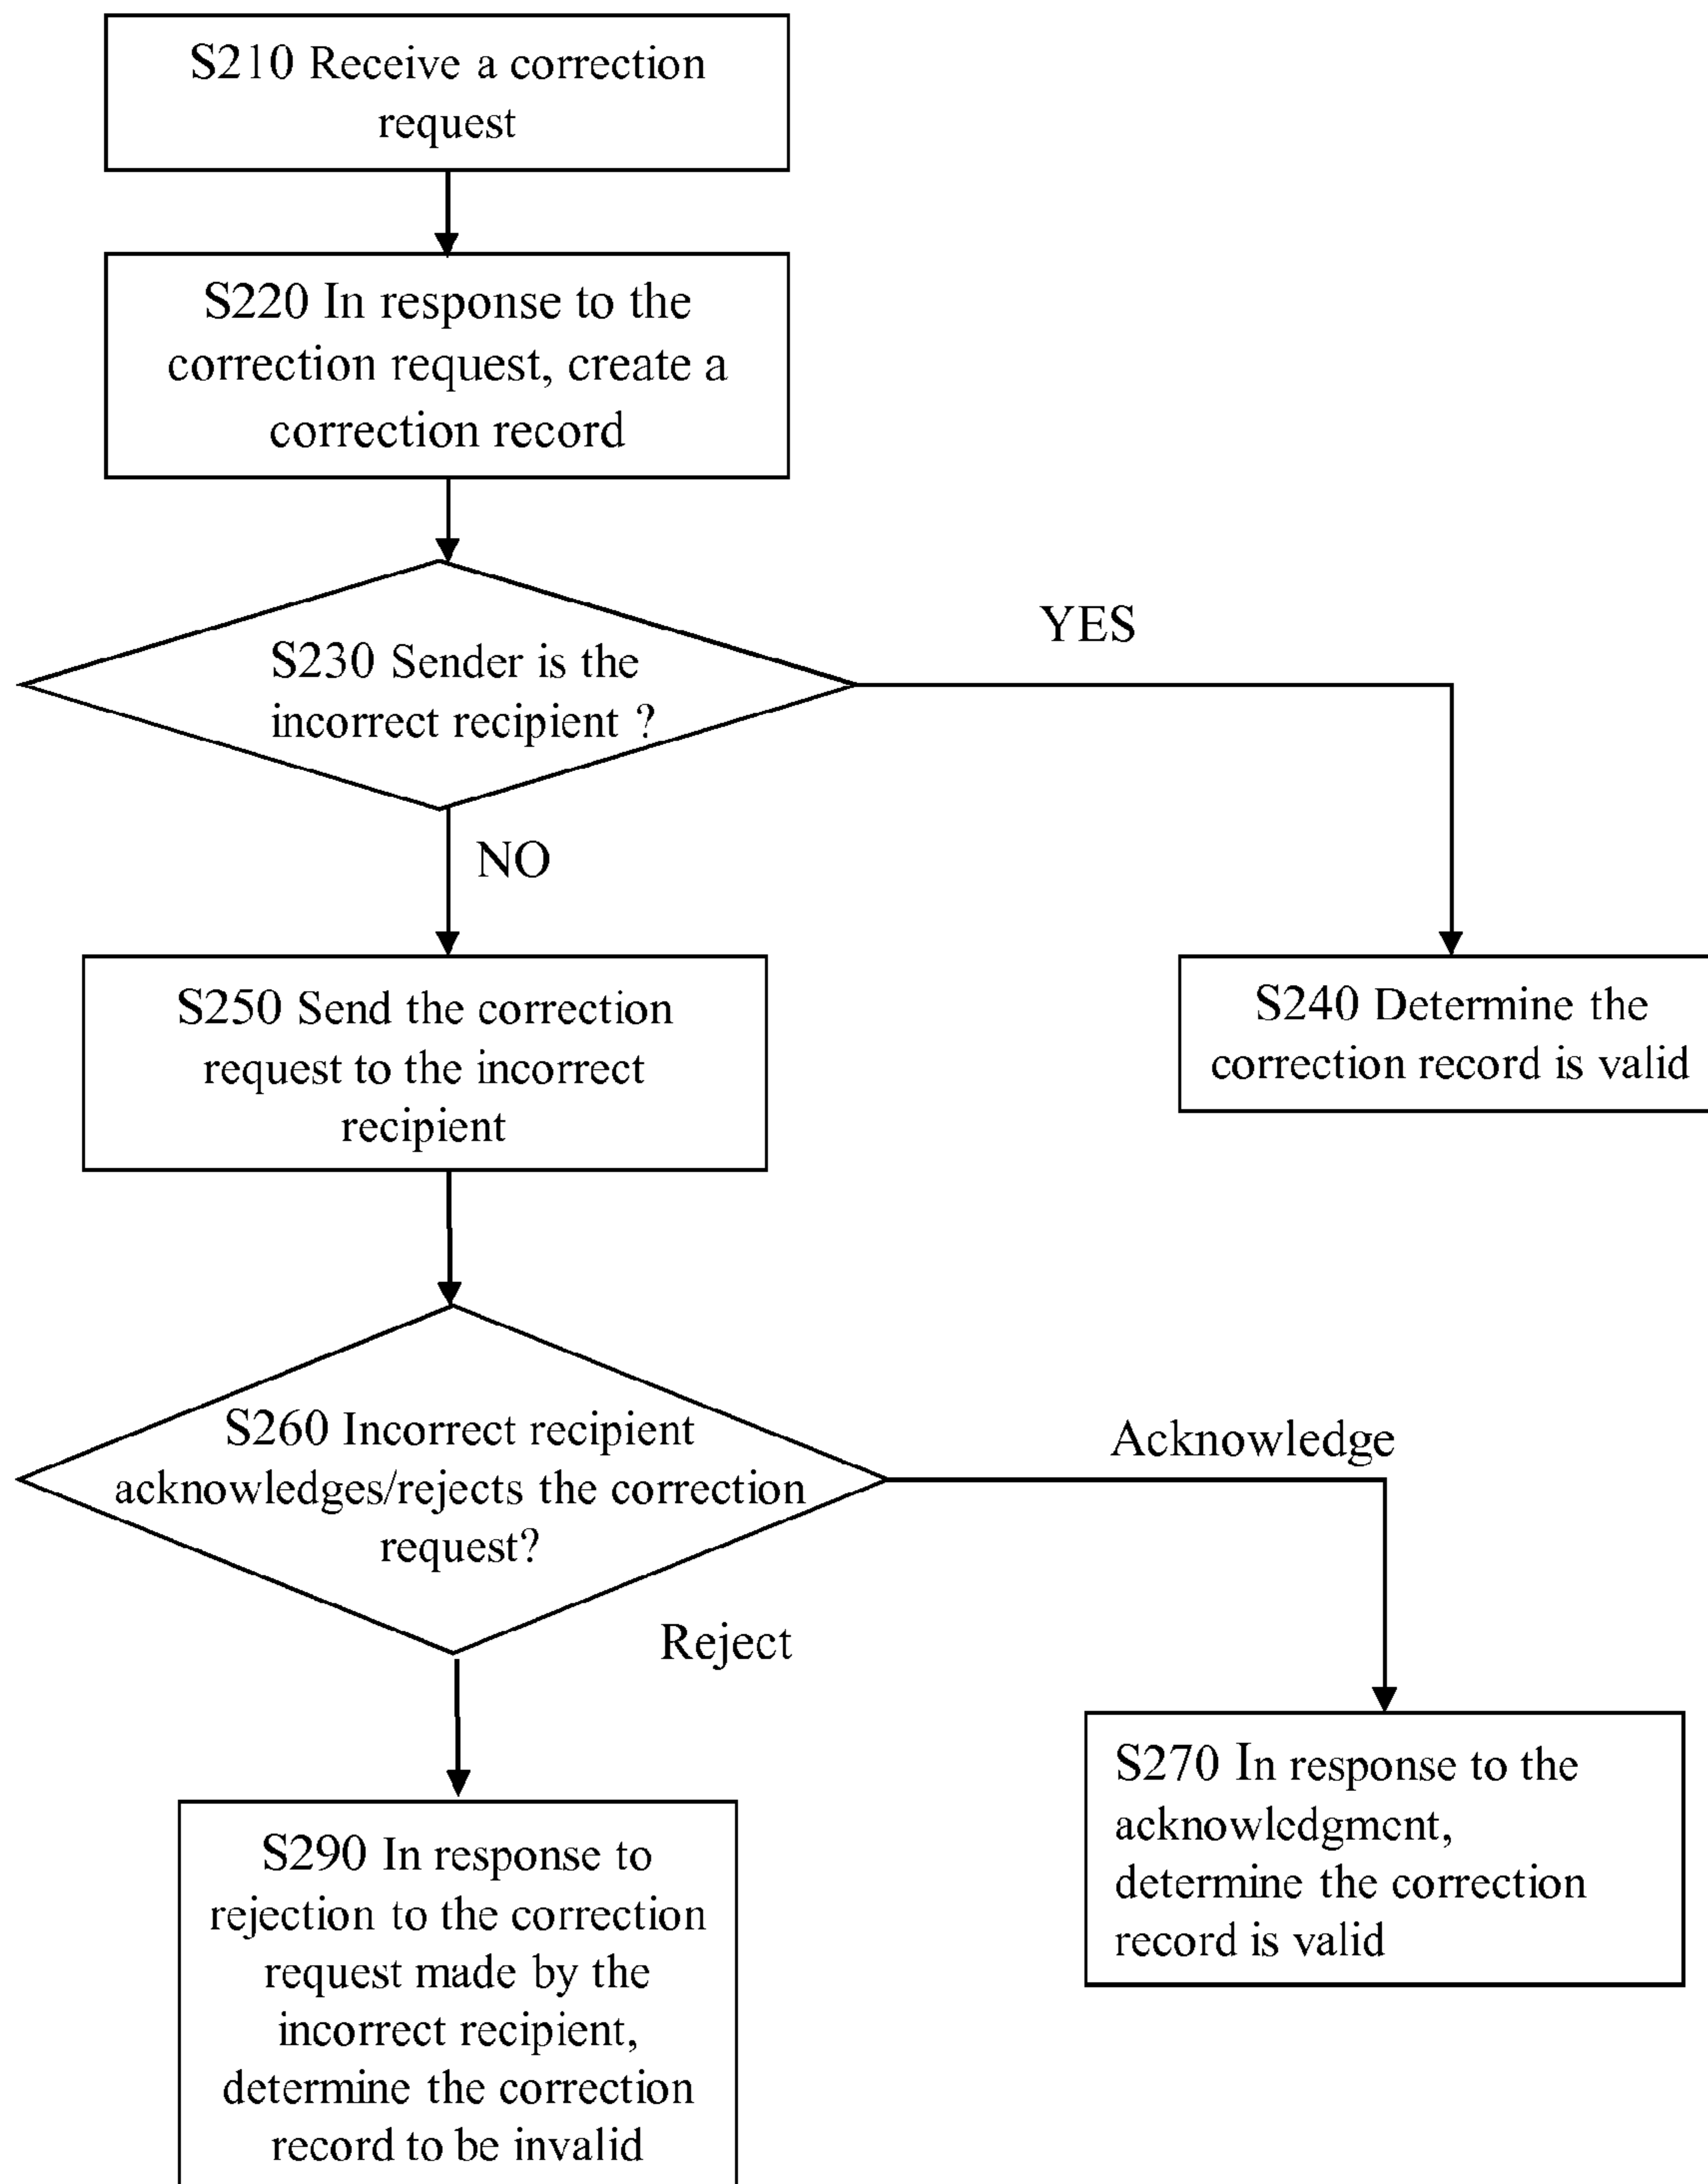 S210 Receive a correction
request
S220 In response to the
correction request, create a
correction record
YES
S230 Sender is the
incorrect recipient ?
NO
S250 Send the correction
request to the incorrect
recipient
S240 Determine the
correction record is valid
S260 Incorrect recipient
acknowledges/rejects the correction
request?
Acknowledge
Reject
S270 In response to the
acknowledgment,
determine the correction
record is valid
S290 In response to
rejection to the correction
request made by the
incorrect recipient,
determine the correction
record to be invalid